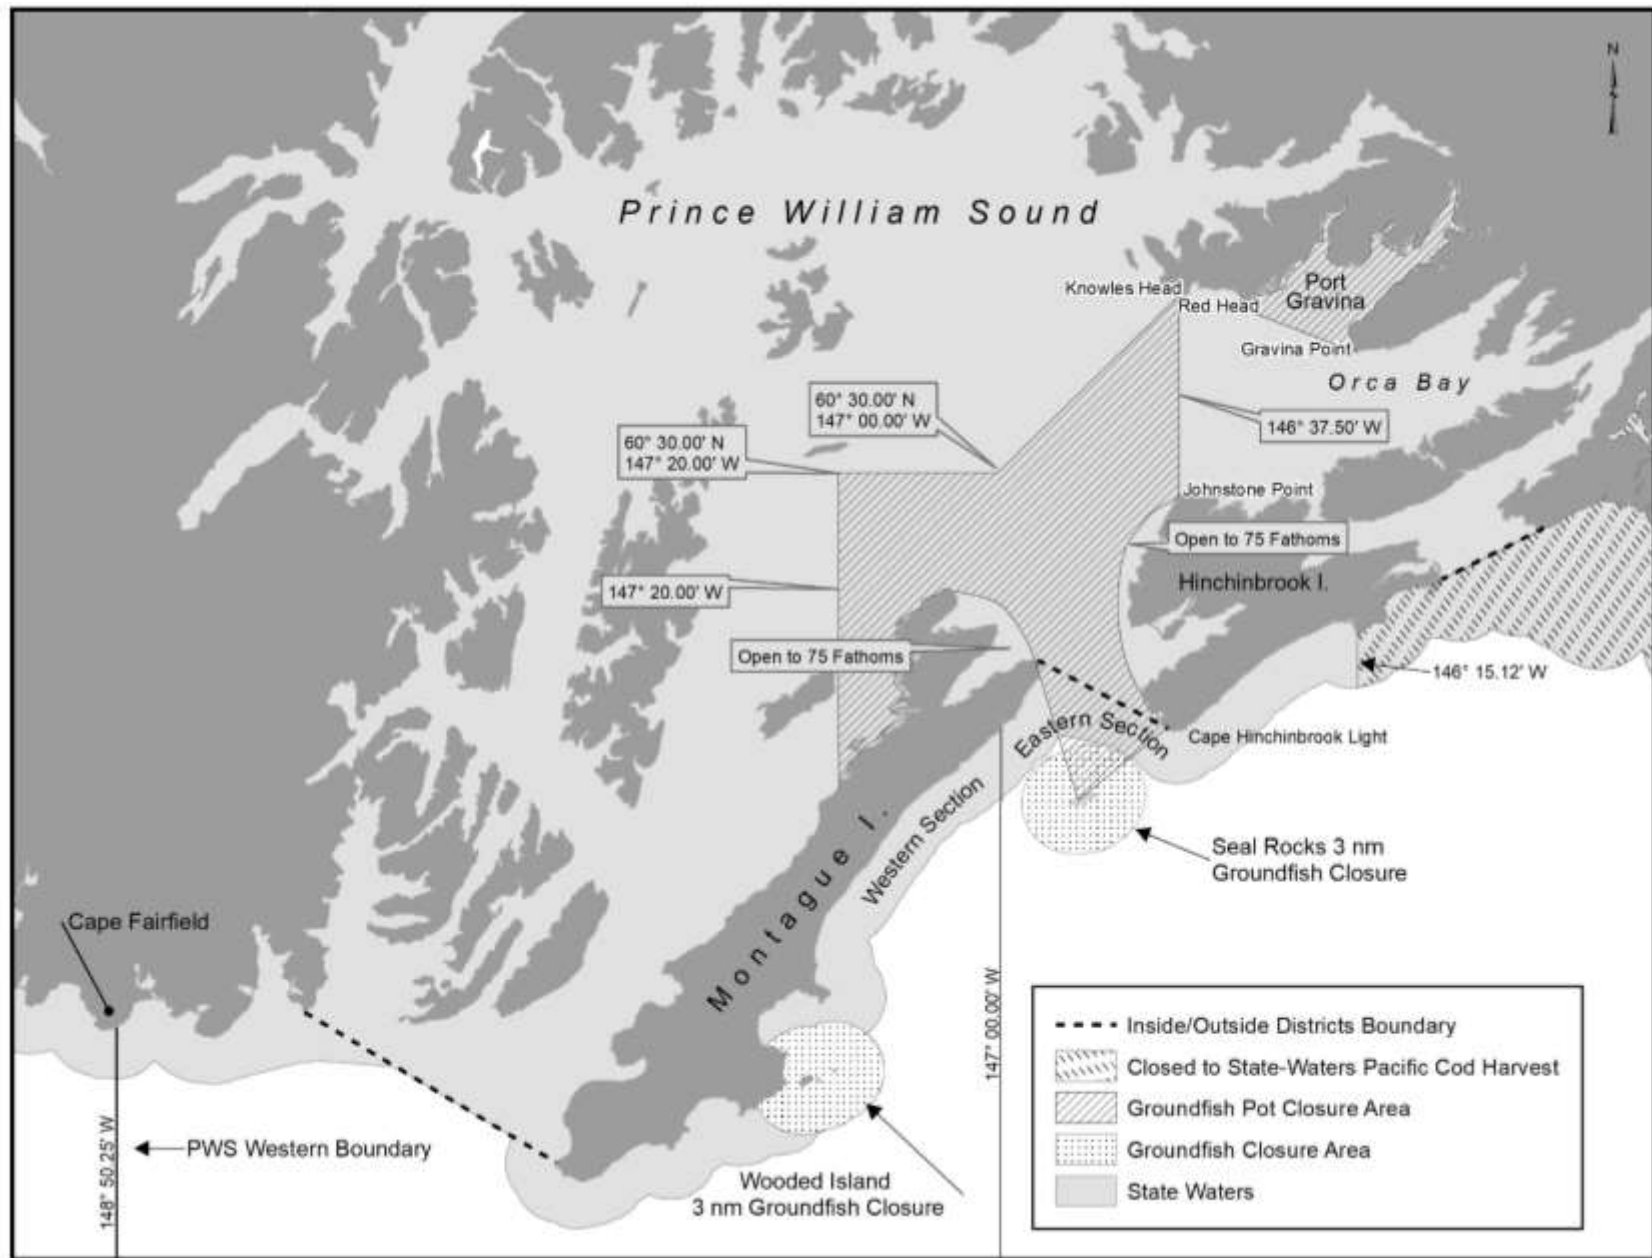 N
Prince William Sound
Knowles Head
Red Head
Port
Gravina
Gravina Point
Orca Bay
60° 30.00' N
147° 00.00' W
60° 30.00' N
147° 20.00' W
146° 37.50' W
Johnstone Point
Open to 75 Fathoms
Hinchinbrook I.
147° 20.00' W
Open to 75 Fathoms
146° 15.12' W
Eastern Section
Cape Hinchinbrook Light
Western Section
Montague I.
Seal Rocks 3 nm
Groundfish Closure
Cape Fairfield
147° 00.00' W
148° 50.25' W
PWS Western Boundary
Wooded Island
3 nm Groundfish Closure
Inside/Outside Districts Boundary
Closed to State-Waters Pacific Cod Harvest
Groundfish Pot Closure Area
Groundfish Closure Area
State Waters